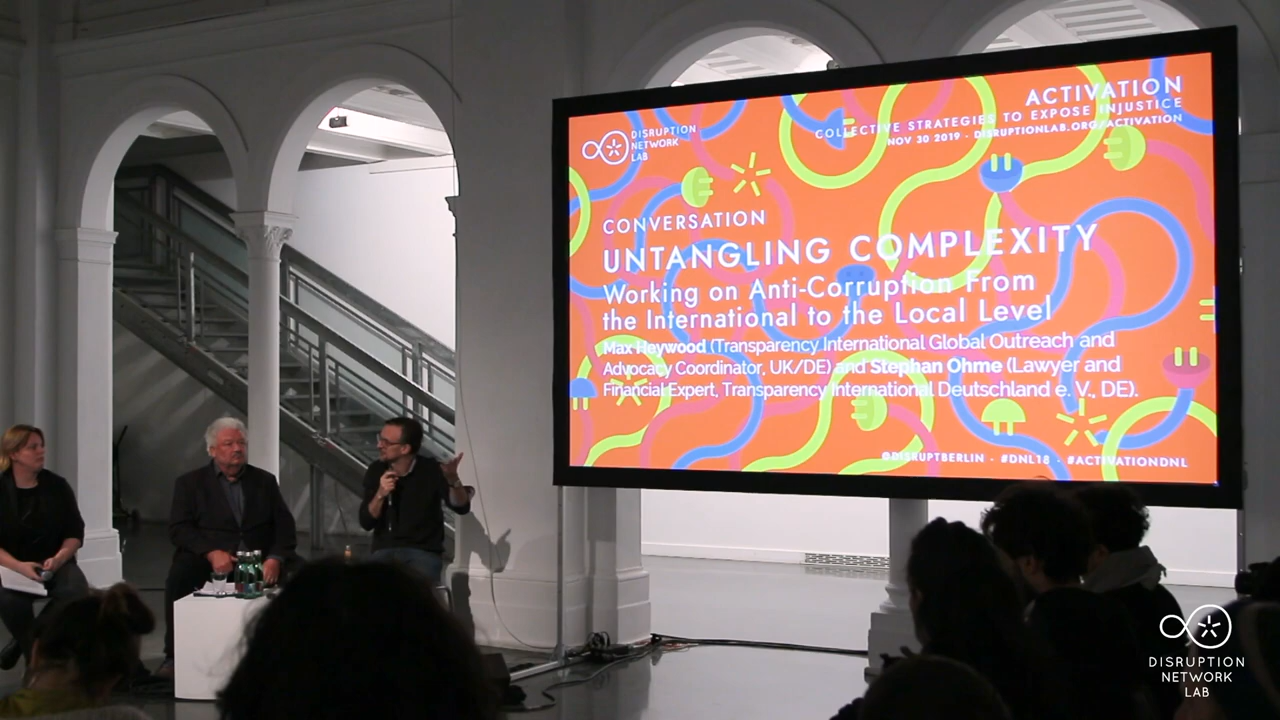 ACTIVATION
COLLECTIVE STRATEGIES TO EXPOSE INJUSTICE
NOV 30 2019 · DISRUPTIONLAB.ORG/ACTIVATION
DISRUPTION
NETWORK
LAB
CONVERSATION
UNTANGLING COMPLEXITY
Working on Anti-Corruption From
the International to the Local Level
Max Heywood (Transparency International Global Outreach and
Advocacy Coordinator, UK/DE) and Stephan Ohme (Lawyer and
Financial Expert, Transparency International Deutschland e. V., DE).
@DISRUPTBERLIN · #DNL18 · #ACTIVATIONDNL
DISRUPTION
NETWORK
LAB